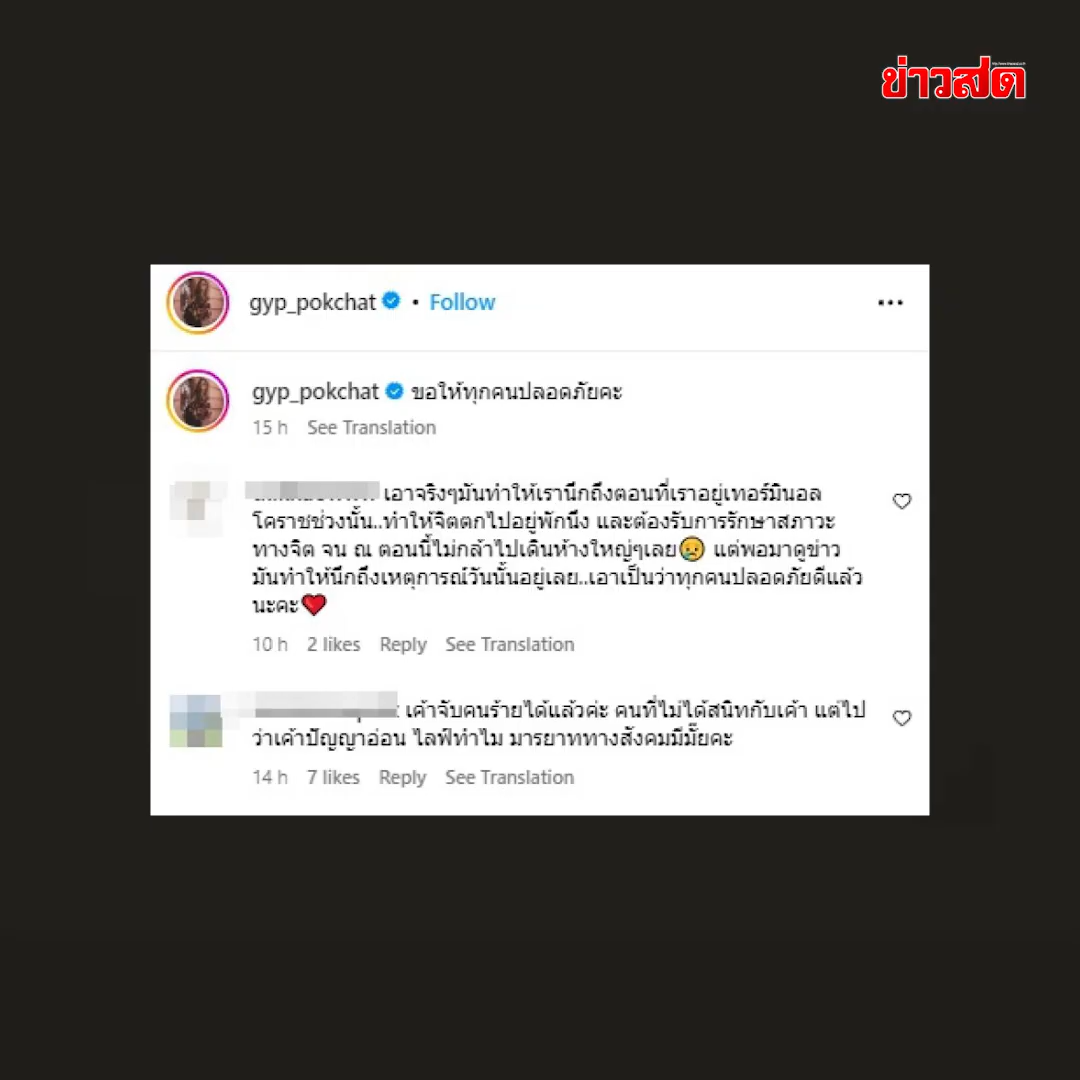 ข่าวสด
gyp_pokchat • Follow
gyp_pokchat ขอให้ทุกคนปลอดภัยคะ
15 h See Translation
เอาจริงๆมันทำให้เรานึกถึงตอนที่เราอยู่เทอร์มินอล
โคราชช่วงนั้น..ทำให้จิตตกไปอยู่พักนึง และต้องรับการรักษาสภาวะ
ทางจิต จน ณ ตอนนี้ไม่กล้าไปเดินห้างใหญ่ๆเลย😢 แต่พอมาดูข่าว
มันทำให้นึกถึงเหตุการณ์วันนั้นอยู่เลย..เอาเป็นว่าทุกคนปลอดภัยดีแล้ว
นะคะ❤️
10 h 2 likes Reply See Translation
เค้าจับคนร้ายได้แล้วค่ะ คนที่ไม่ได้สนิทกับเค้า แต่ไป
ว่าเค้าปัญญาอ่อน ไลฟ์ทำไม มารยาททางสังคมมีมั๊ยคะ
14 h 7 likes Reply See Translation